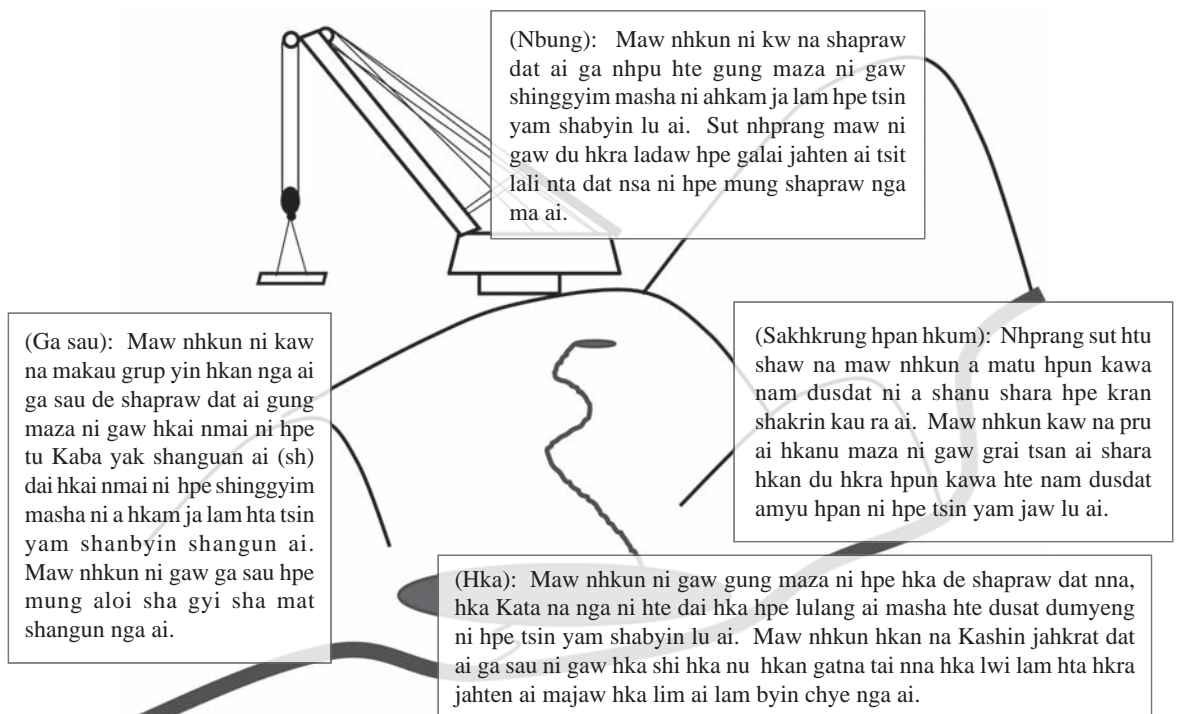 (Nbung): Maw nhkun ni kw na shapraw
dat ai ga nhpu hte gung maza ni gaw
shinggyim masha ni ahkam ja lam hpe tsin
yam shabyin lu ai. Sut nhprang maw ni
gaw du hkra ladaw hpe galai jahten ai tsit
lali nta dat nsa ni hpe mung shapraw nga
ma ai.
(Ga sau): Maw nhkun ni kaw
na makau grup yin hkan nga ai
ga sau de shapraw dat ai gung
maza ni gaw hkai nmai ni hpe
tu Kaba yak shanguan ai (sh)
dai hkai nmai ni hpe shinggyim
masha ni a hkam ja lam hta tsin
yam shanbyin shangun ai.
Maw nhkun ni gaw ga sau hpe
mung aloi sha gyi sha mat
shangun nga ai.
(Sakhkrung hpan hkum): Nhprang sut htu
shaw na maw nhkun a matu hpun kawa
nam dusdat ni a shanu shara hpe kran
shakrin kau ra ai. Maw nhkun kaw na pru
ai hkanu maza ni gaw grai tsan ai shara
hkan du hkra hpun kawa hte nam dusdat
amyu hpan ni hpe tsin yam jaw lu ai.
(Hka): Maw nhkun ni gaw gung maza ni hpe hka de shapraw dat nna,
hka Kata na nga ni hte dai hka hpe lulang ai masha hte dusat dumyeng
ni hpe tsin yam shabyin lu ai. Maw nhkun hkan na Kashin jahkrat dat
ai ga sau ni gaw hka shi hka nu hkan gatna tai nna hka lwi lam hta hkra
jahten ai majaw hka lim ai lam byin chye nga ai.